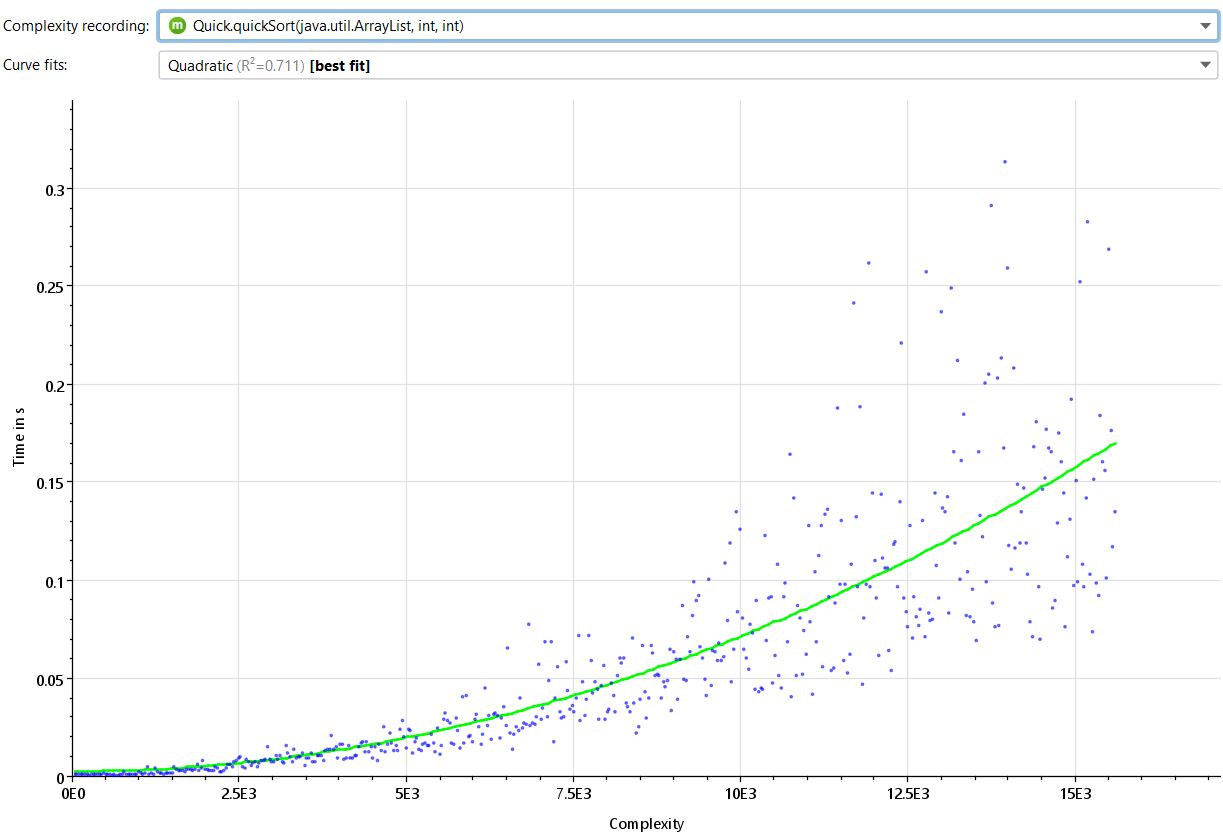 Complexity recording: m Quick.quickSort(java.util.ArrayList, int, int)
Curve fits: Quadratic (R²=0.711) [best fit]
0.3
0.25
0.2
0.15
0.1
0.05
0
Time in s
0E0 2.5E3 5E3 7.5E3 10E3 12.5E3 15E3
Complexity